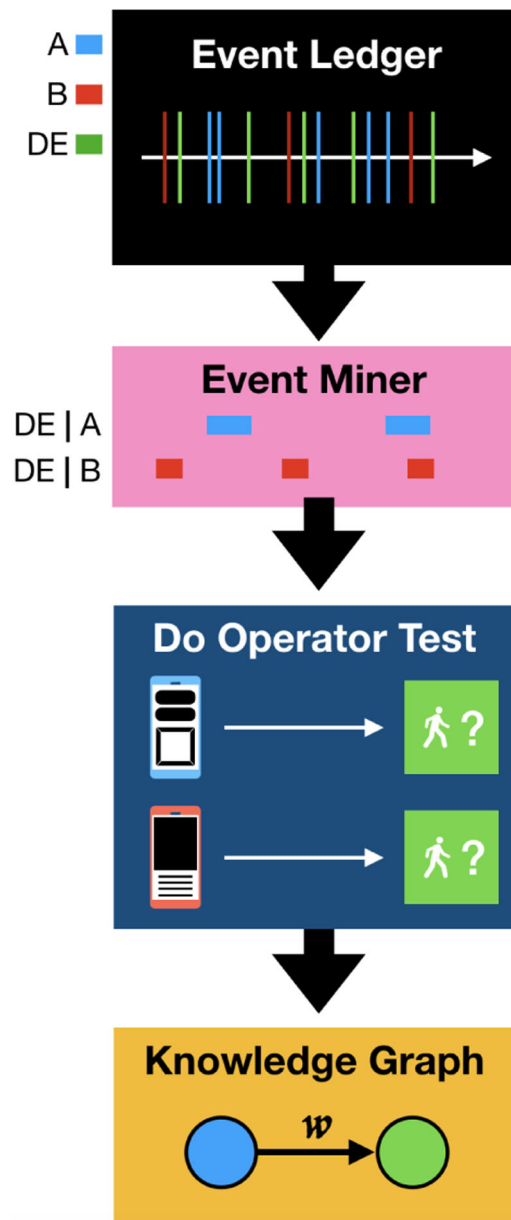 A
B
DE
Event Ledger
Event Miner
DE | A
DE | B
Do Operator Test
?
?
Knowledge Graph
w